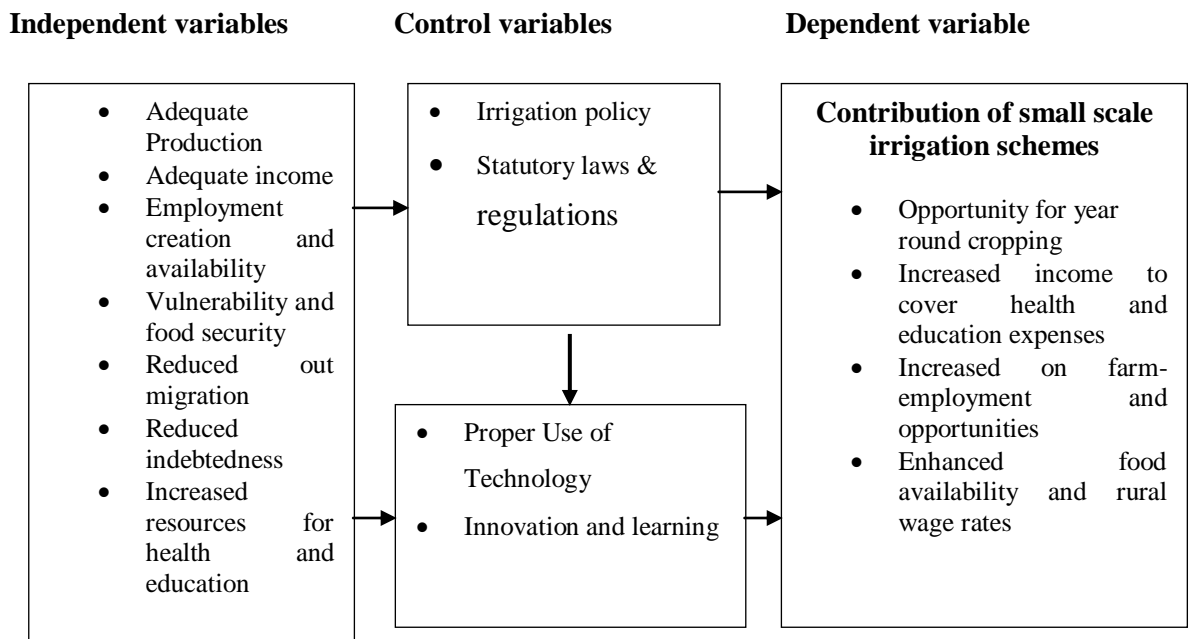 Independent variables
Control variables
Dependent variable
• Adequate
Production
• Adequate income
• Employment
creation and
availability
• Vulnerability and
food security
• Reduced out
migration
• Reduced
indebtedness
• Increased
resources for
health and
education
• Irrigation policy
• Statutory laws &
regulations
• Proper Use of
Technology
• Innovation and learning
Contribution of small scale
irrigation schemes
• Opportunity for year
round cropping
• Increased income to
cover health and
education expenses
• Increased on farm-
employment and
opportunities
• Enhanced food
availability and rural
wage rates